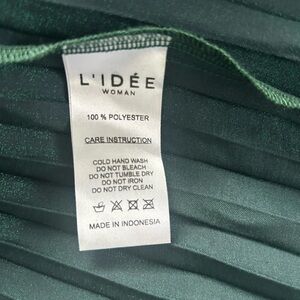 L'IDÉE
WOMAN
100 % POLYESTER
CARE INSTRUCTION
COLD HAND WASH
DO NOT BLEACH
DO NOT TUMBLE DRY
DO NOT IRON
DO NOT DRY CLEAN
MADE IN INDONESIA